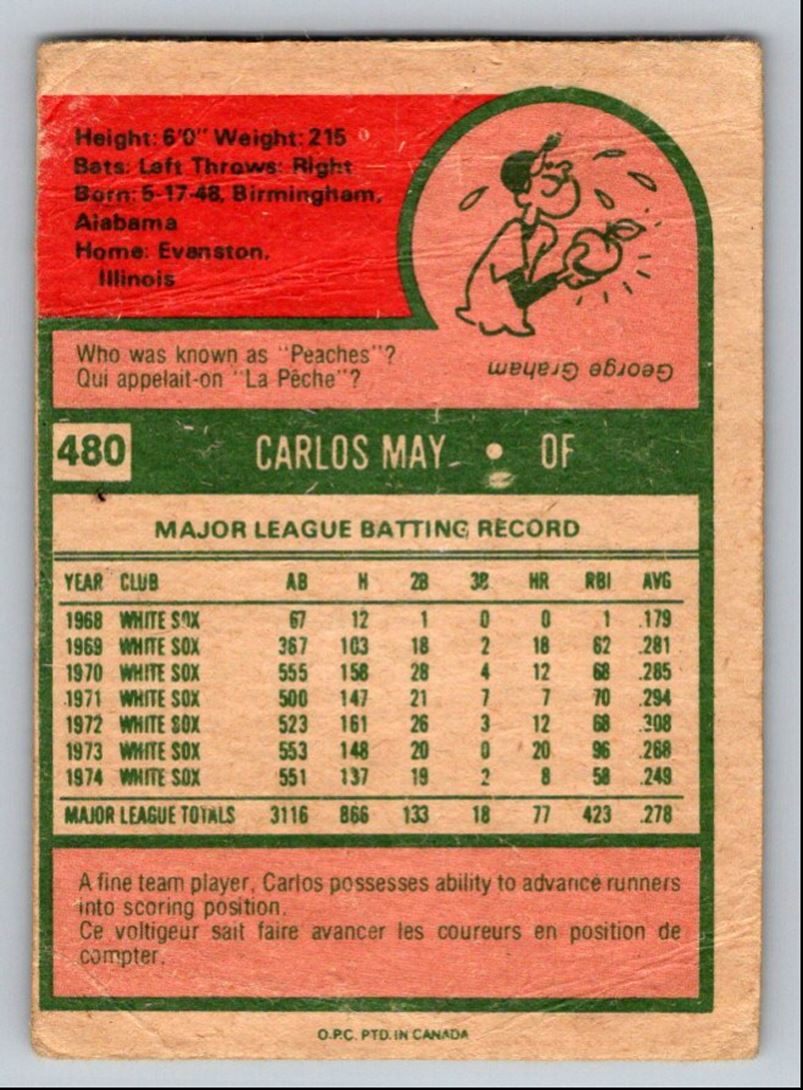 Height: 6'0" Weight: 215
Bats: Left Throws: Right
Born: 5-17-48, Birmingham,
Alabama
Home: Evanston,
Illinois
Who was known as "Peaches"?
Qui appelait-on "La Pêche"?
George Graham
480 CARLOS MAY • OF
MAJOR LEAGUE BATTING RECORD
YEAR CLUB AB H 2B 3B HR RBI AVG
1968 WHITE SOX 67 12 1 0 0 1 .179
1969 WHITE SOX 367 103 18 2 18 62 .281
1970 WHITE SOX 555 158 28 4 12 68 .285
1971 WHITE SOX 500 147 21 7 7 70 .294
1972 WHITE SOX 523 161 26 3 12 68 .308
1973 WHITE SOX 553 148 20 0 20 96 .268
1974 WHITE SOX 551 137 19 2 8 58 .249
MAJOR LEAGUE TOTALS 3116 866 133 18 77 423 .278
A fine team player, Carlos possesses ability to advance runners
into scoring position.
Ce voltigeur sait faire avancer les coureurs en position de
compter.
O.P.C. PTD. IN CANADA